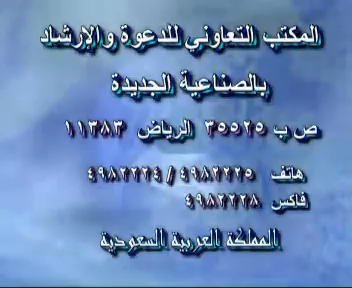 المكتب التعاوني للدعوة والإرشاد
بالصناعية الجديدة
ص ب ٣٥٥٢٥ الرياض ١١٣٨٣
هاتف ٤٩٨٢٢٢٥ / ٤٩٨٢٢٢٤
فاكس ٤٩٨٢٢٢٨
المملكة العربية السعودية